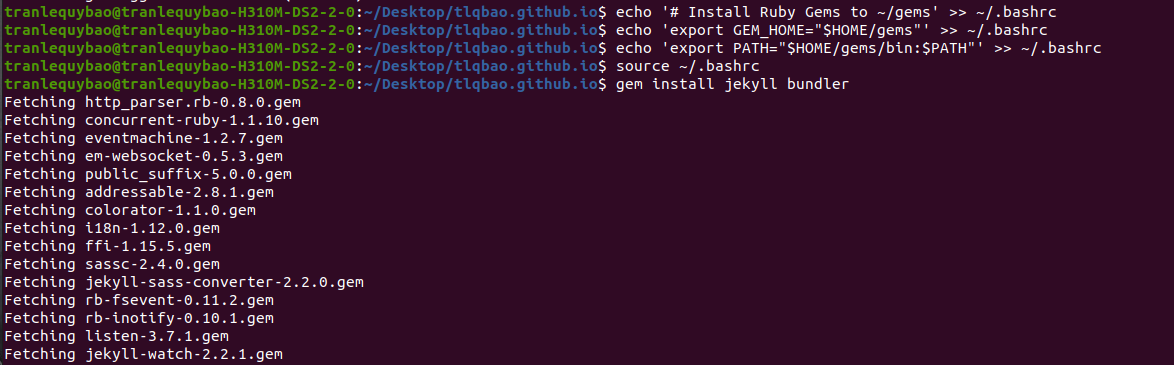 tranlequybao@tranlequybao-H310M-DS2-2-0:~/Desktop/tlqbao.github.io$ echo '# Install Ruby Gems to ~/gems' >> ~/.bashrc
tranlequybao@tranlequybao-H310M-DS2-2-0:~/Desktop/tlqbao.github.io$ echo 'export GEM_HOME="$HOME/gems"' >> ~/.bashrc
tranlequybao@tranlequybao-H310M-DS2-2-0:~/Desktop/tlqbao.github.io$ echo 'export PATH="$HOME/gems/bin:$PATH"' >> ~/.bashrc
tranlequybao@tranlequybao-H310M-DS2-2-0:~/Desktop/tlqbao.github.io$ source ~/.bashrc
tranlequybao@tranlequybao-H310M-DS2-2-0:~/Desktop/tlqbao.github.io$ gem install jekyll bundler
Fetching http_parser.rb-0.8.0.gem
Fetching concurrent-ruby-1.1.10.gem
Fetching eventmachine-1.2.7.gem
Fetching em-websocket-0.5.3.gem
Fetching public_suffix-5.0.0.gem
Fetching addressable-2.8.1.gem
Fetching colorator-1.1.0.gem
Fetching i18n-1.12.0.gem
Fetching ffi-1.15.5.gem
Fetching sassc-2.4.0.gem
Fetching jekyll-sass-converter-2.2.0.gem
Fetching rb-fsevent-0.11.2.gem
Fetching rb-inotify-0.10.1.gem
Fetching listen-3.7.1.gem
Fetching jekyll-watch-2.2.1.gem